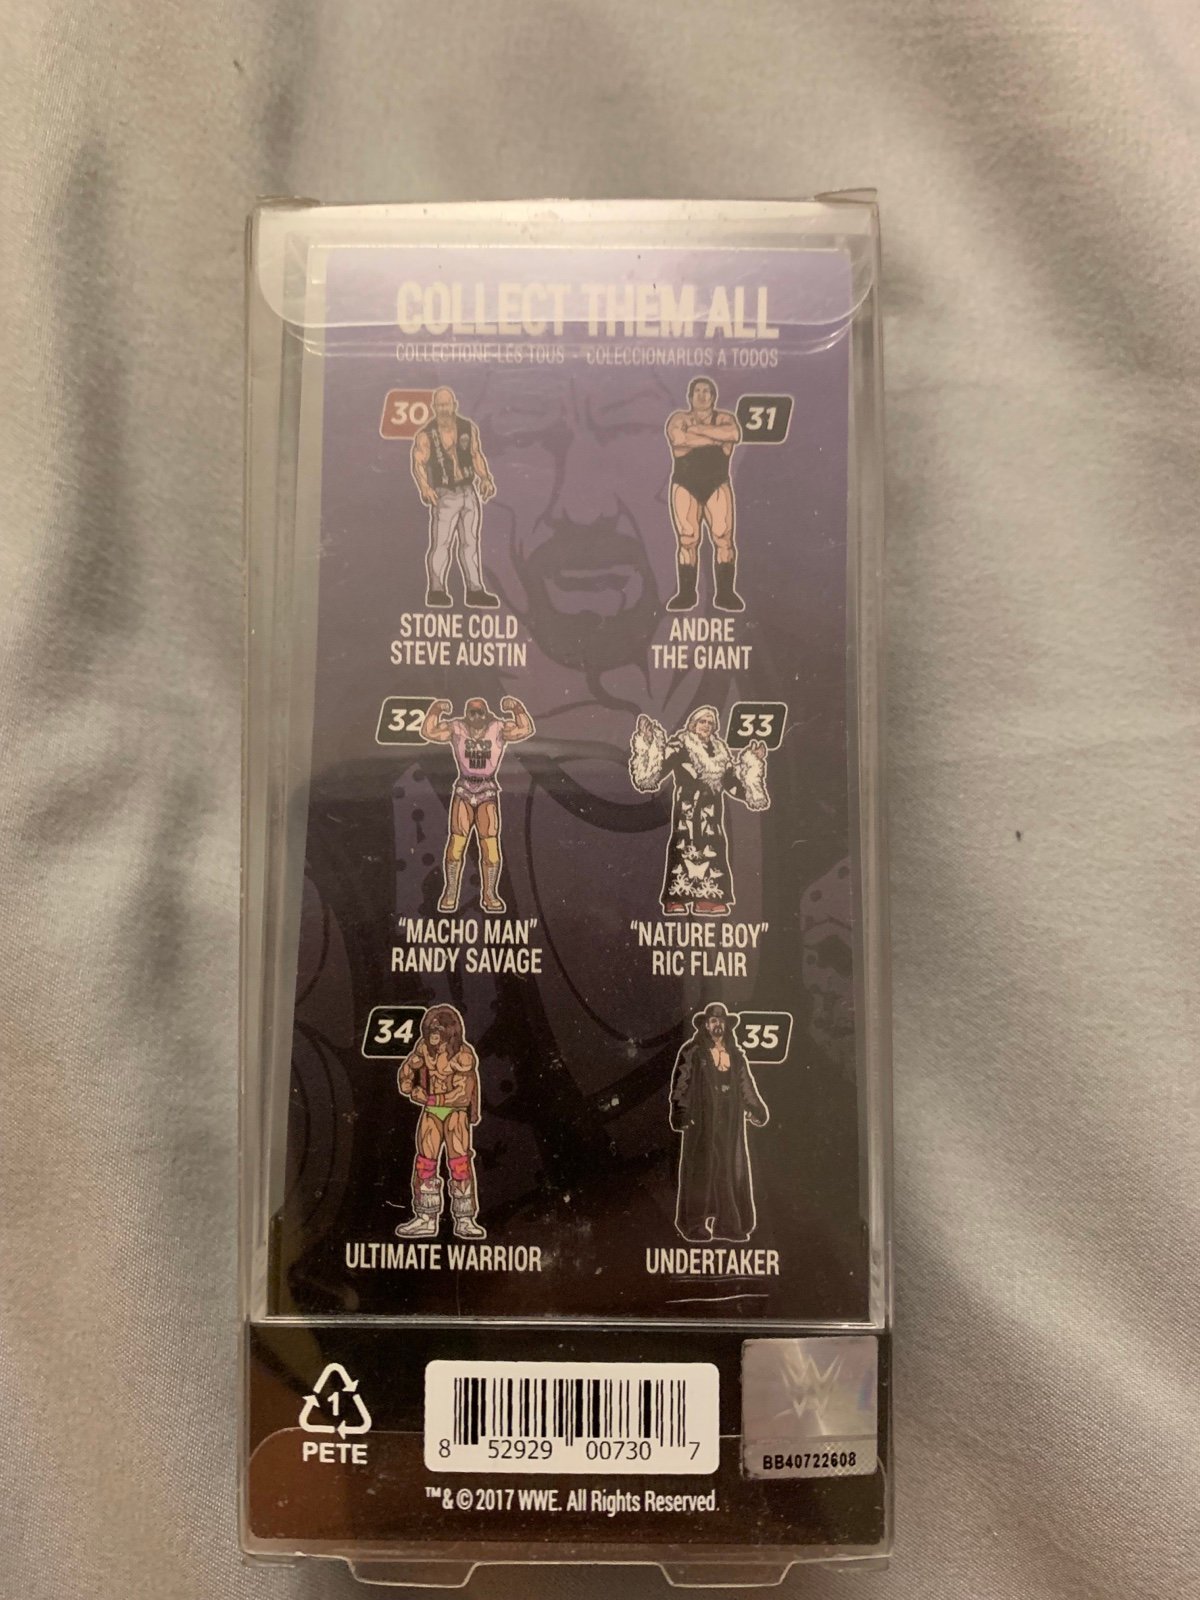 COLLECT THEM ALL
COLLECTIONE-LES TOUS - COLECCIONARLOS A TODOS
30
31
STONE COLD
STEVE AUSTIN
ANDRE
THE GIANT
32
33
MACHO
MAN
"MACHO MAN"
RANDY SAVAGE
"NATURE BOY"
RIC FLAIR
34
35
ULTIMATE WARRIOR
UNDERTAKER
1
PETE
8 52929 00730 7
W
BB40722608
™ & © 2017 WWE. All Rights Reserved.